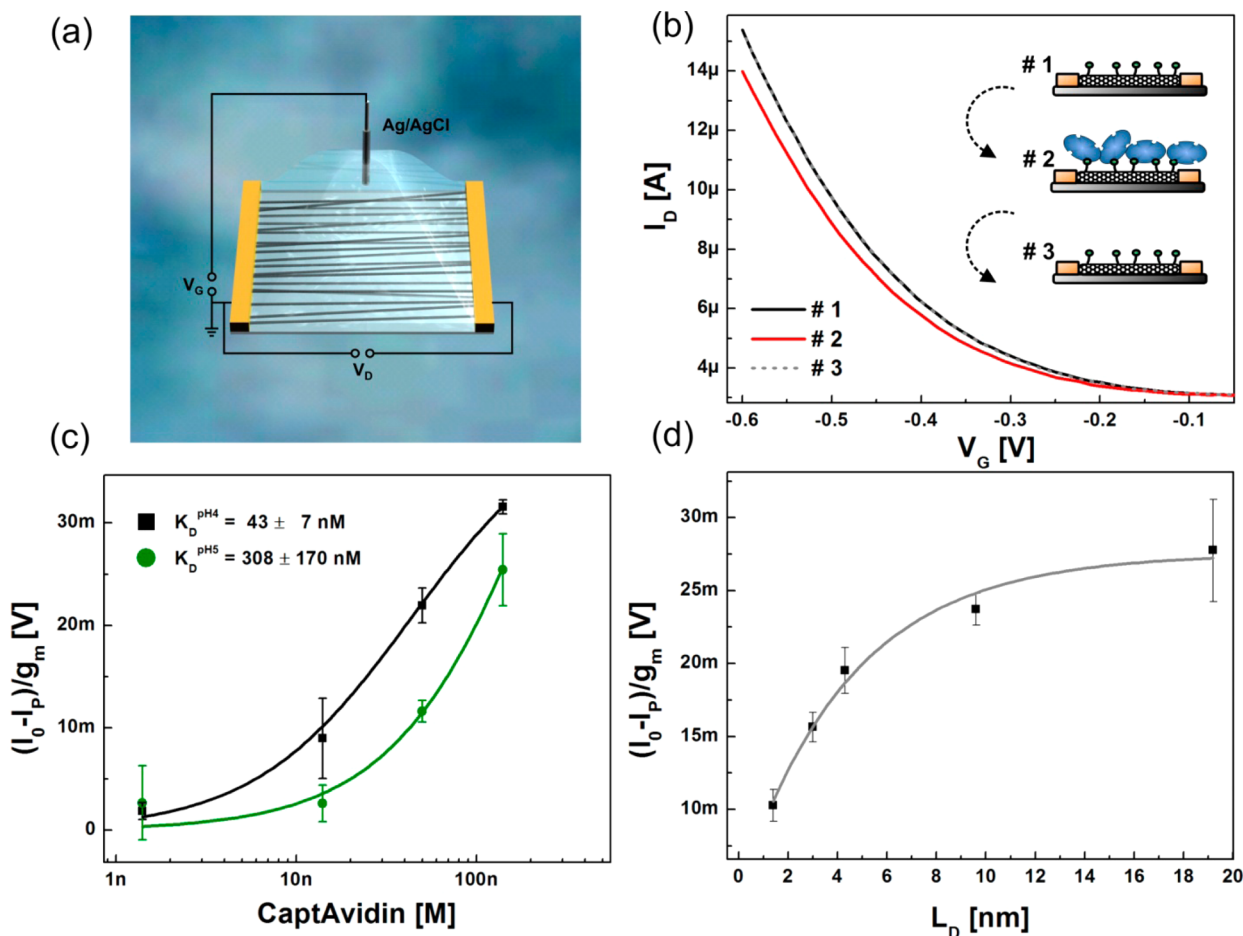 (a)
Ag/AgCl
V_G
V_D
(b)
I_D [A]
14µ
12µ
10µ
8µ
6µ
4µ
# 1
# 2
# 3
# 1
# 2
# 3
-0.6 -0.5 -0.4 -0.3 -0.2 -0.1
V_G [V]
(c)
(I_0-I_P)/g_m [V]
30m
20m
10m
0
K_D^pH4 = 43 ± 7 nM
K_D^pH5 = 308 ± 170 nM
1n 10n 100n
CaptAvidin [M]
(d)
(I_0-I_P)/g_m [V]
30m
25m
20m
15m
10m
0 2 4 6 8 10 12 14 16 18 20
L_D [nm]